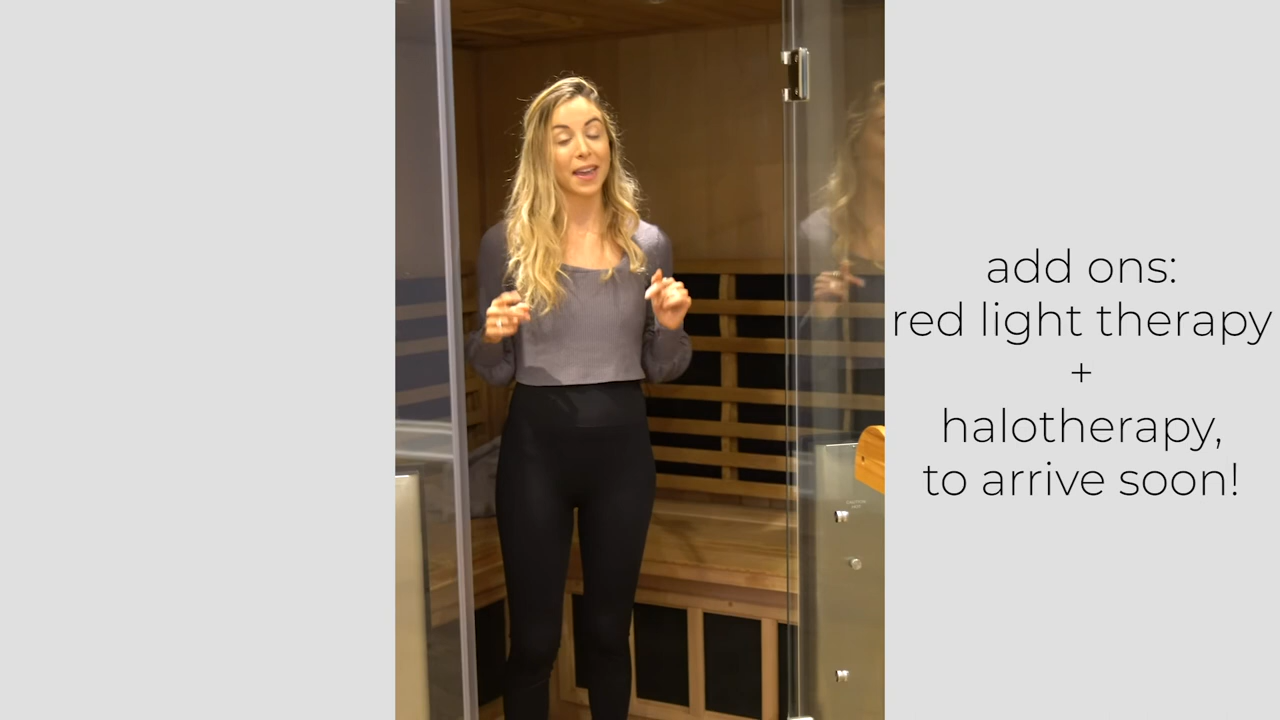 add ons:
red light therapy
+
halotherapy,
to arrive soon!